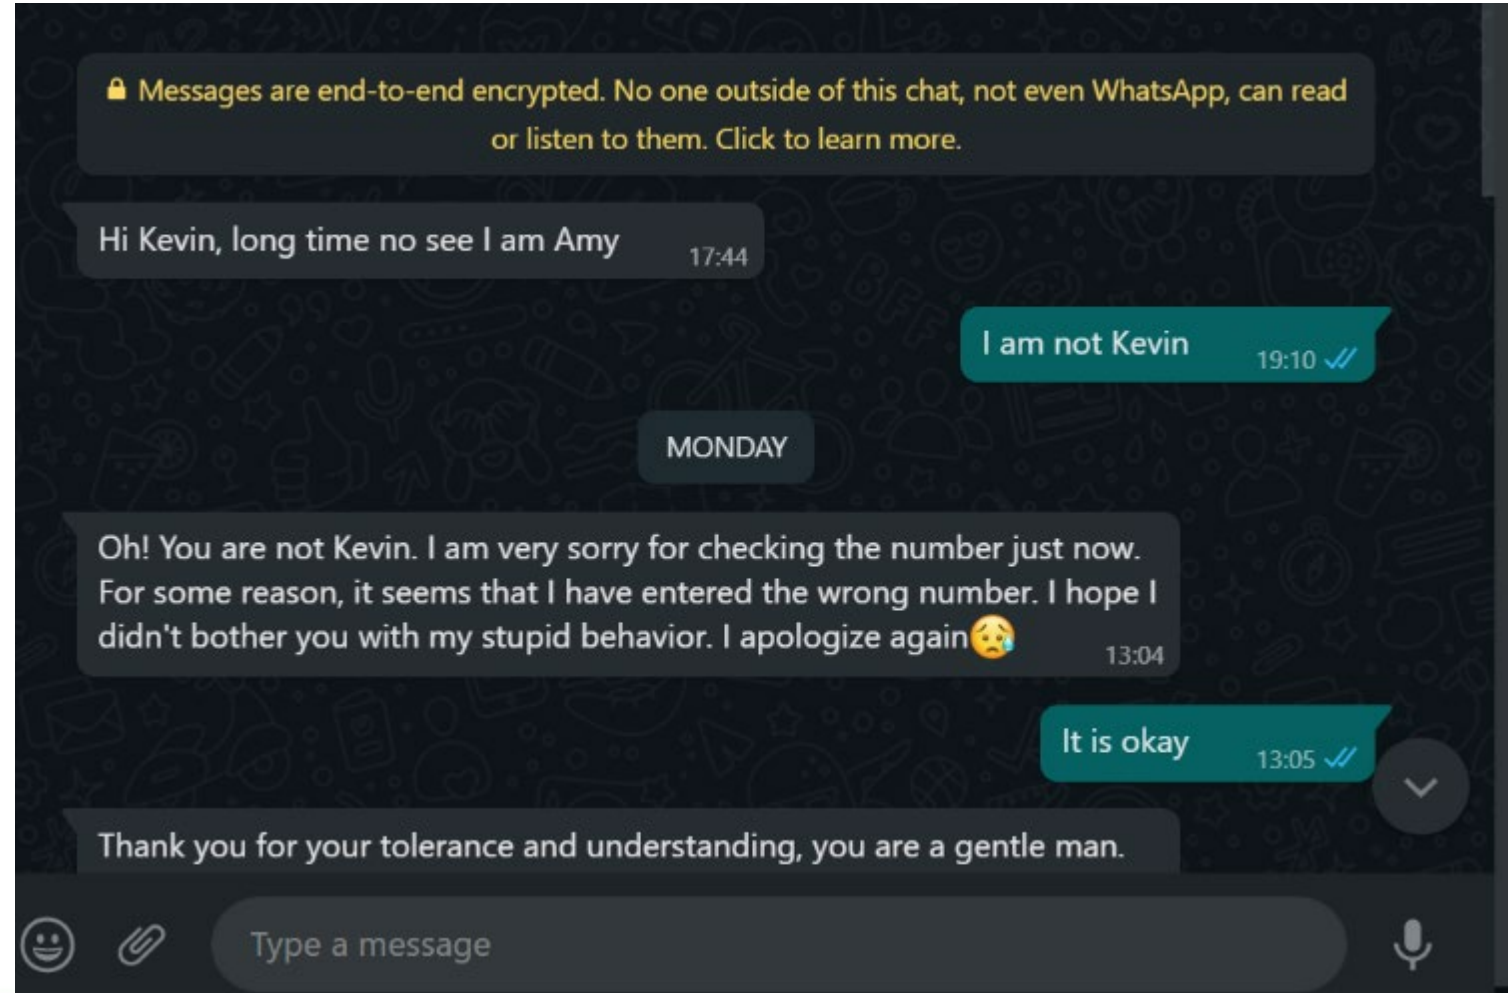 Messages are end-to-end encrypted. No one outside of this chat, not even WhatsApp, can read
or listen to them. Click to learn more.
Hi Kevin, long time no see I am Amy
17:44
I am not Kevin
19:10
MONDAY
Oh! You are not Kevin. I am very sorry for checking the number just now.
For some reason, it seems that I have entered the wrong number. I hope I
didn't bother you with my stupid behavior. I apologize again😥
13:04
It is okay
13:05
Thank you for your tolerance and understanding, you are a gentle man.
Type a message